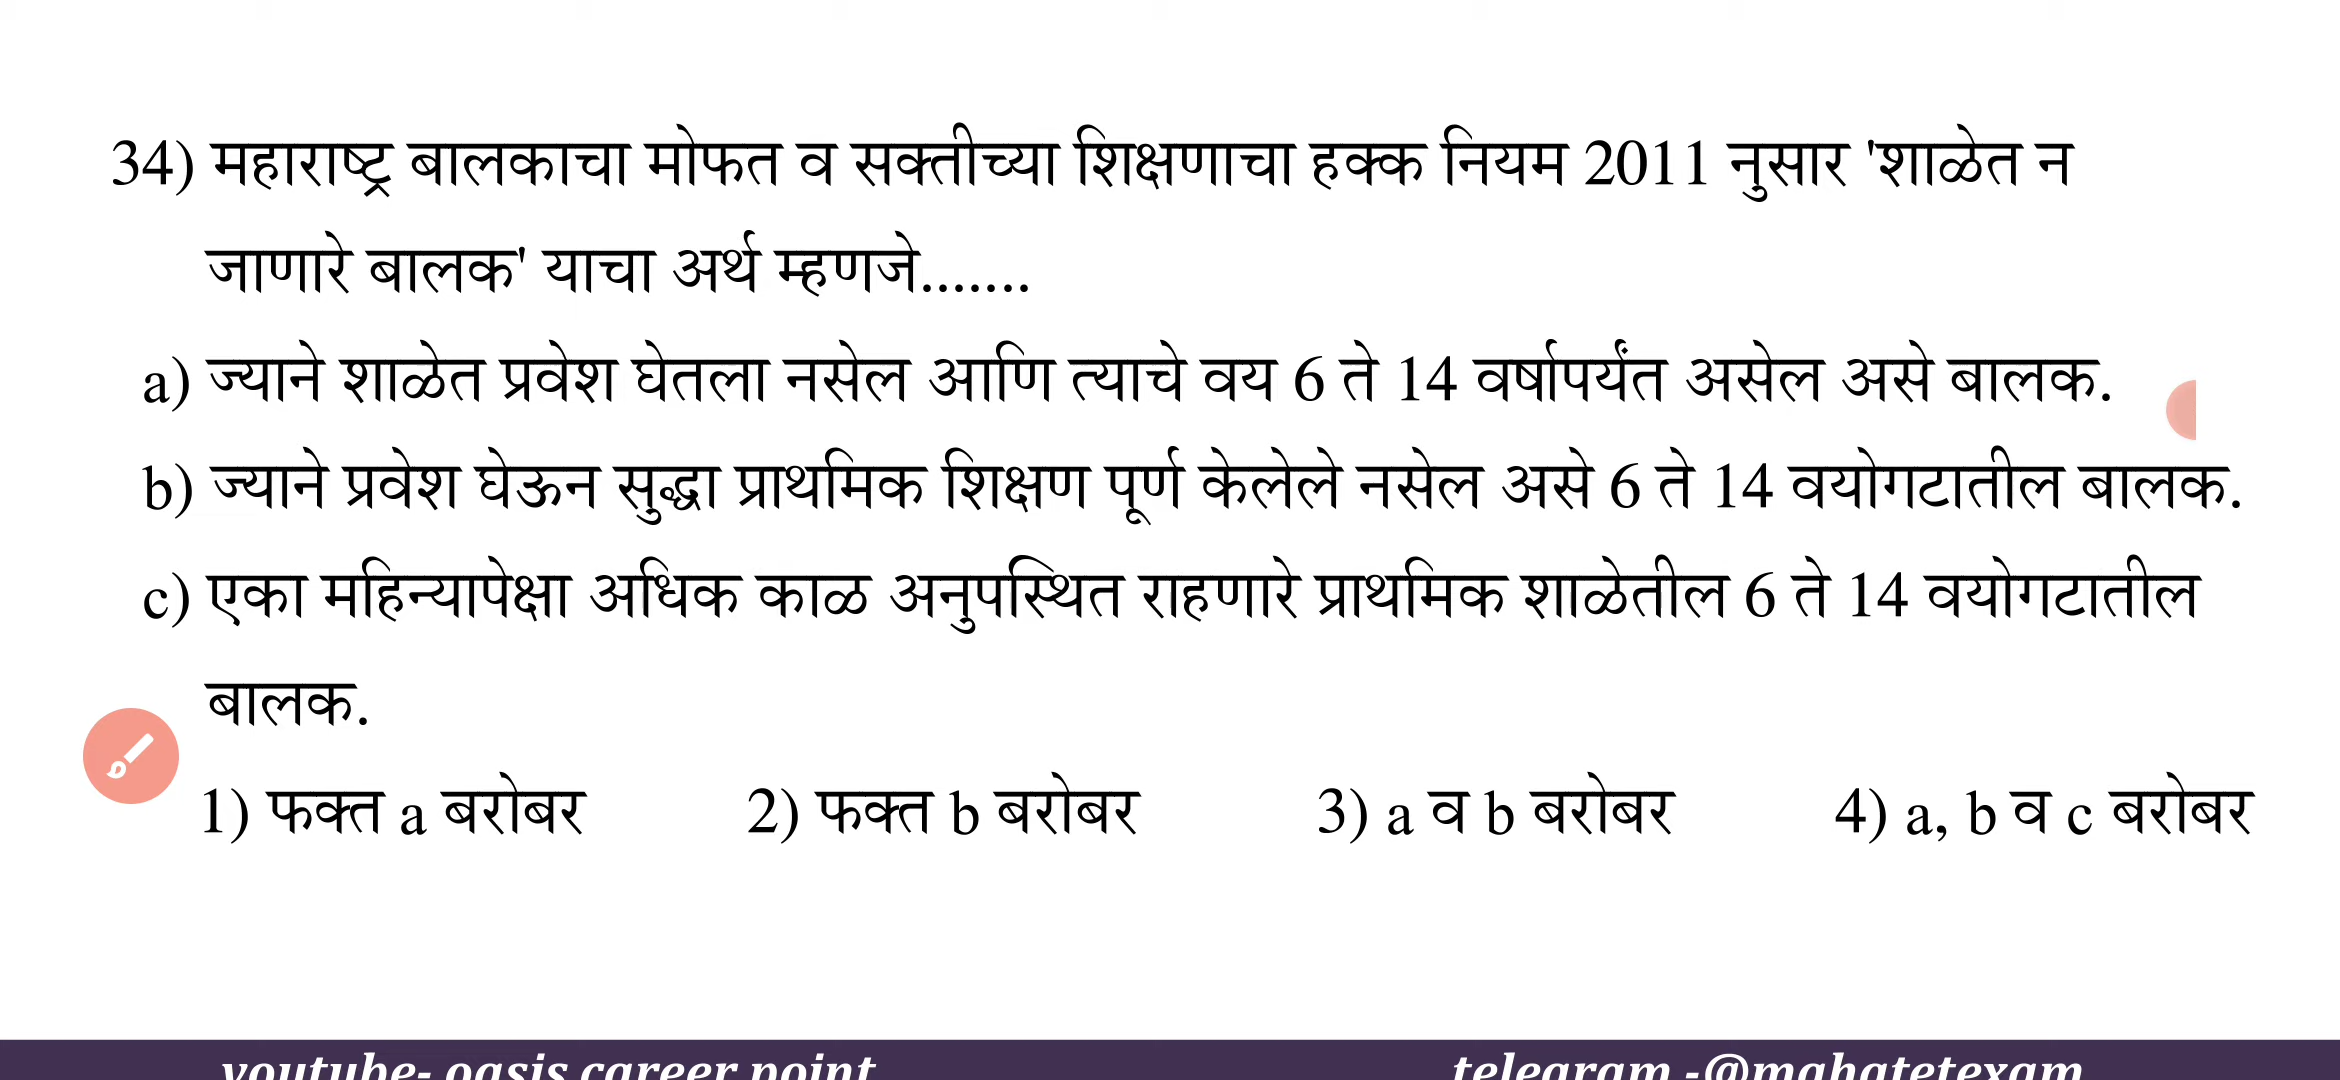 34) महाराष्ट्र बालकाचा मोफत व सक्तीच्या शिक्षणाचा हक्क नियम 2011 नुसार 'शाळेत न
जाणारे बालक' याचा अर्थ म्हणजे.......
a) ज्याने शाळेत प्रवेश घेतला नसेल आणि त्याचे वय 6 ते 14 वर्षापर्यंत असेल असे बालक.
b) ज्याने प्रवेश घेऊन सुद्धा प्राथमिक शिक्षण पूर्ण केलेले नसेल असे 6 ते 14 वयोगटातील बालक.
c) एका महिन्यापेक्षा अधिक काळ अनुपस्थित राहणारे प्राथमिक शाळेतील 6 ते 14 वयोगटातील
बालक.
1) फक्त a बरोबर 2) फक्त b बरोबर 3) a व b बरोबर 4) a, b व c बरोबर
youtube- oasis career point telegram -@mahatetexam